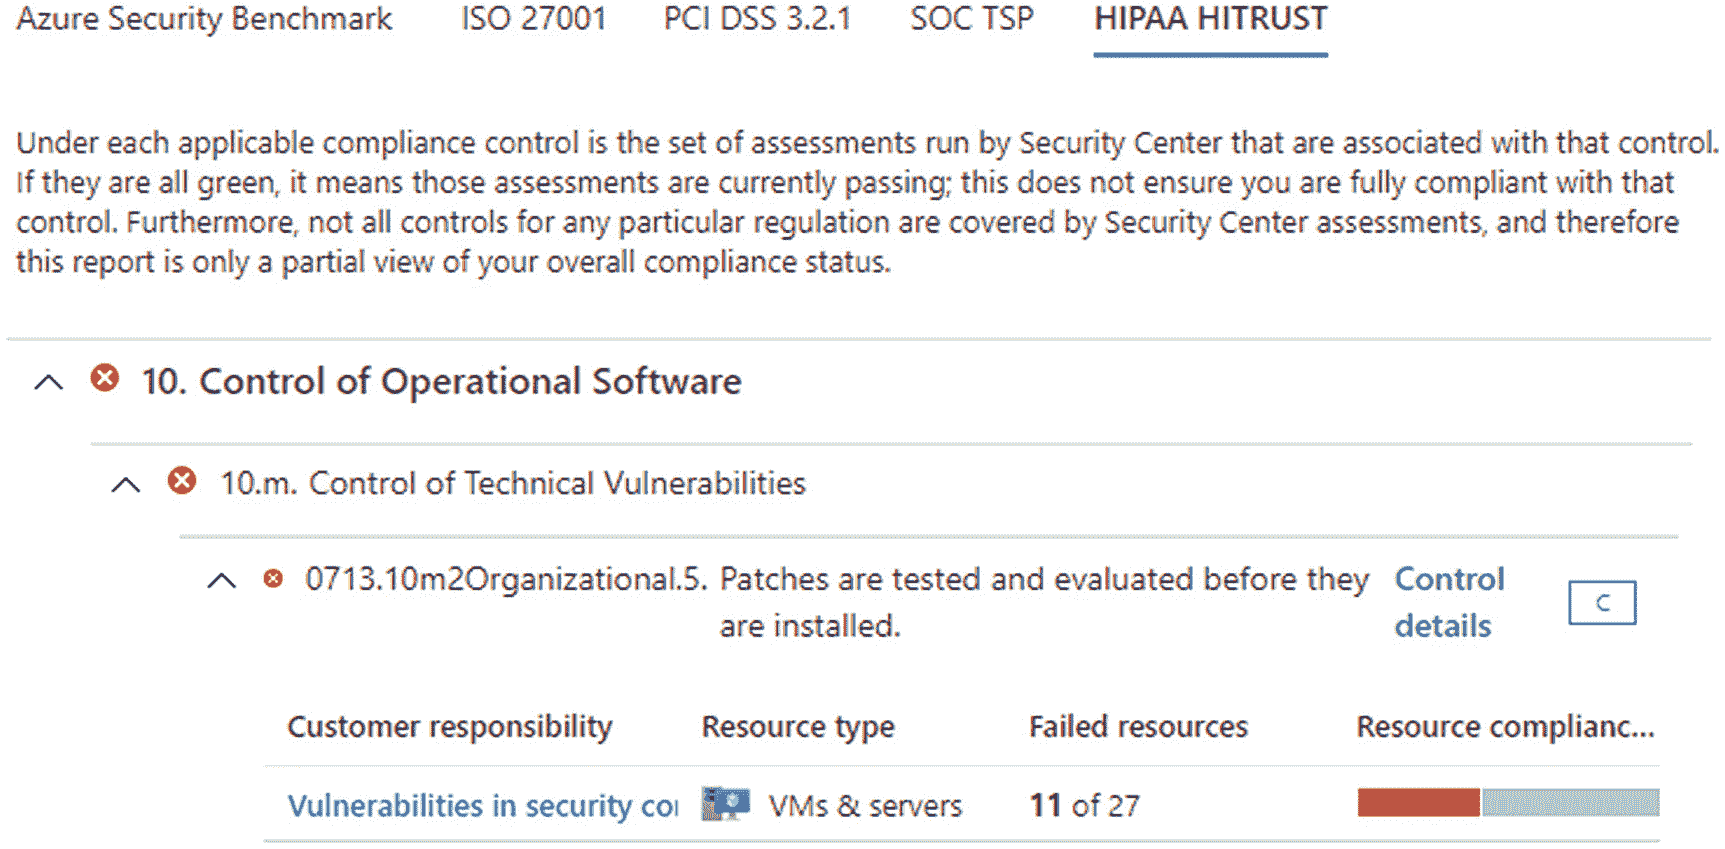 Azure Security Benchmark ISO 27001 PCI DSS 3.2.1 SOC TSP HIPAA HITRUST
Under each applicable compliance control is the set of assessments run by Security Center that are associated with that control.
If they are all green, it means those assessments are currently passing; this does not ensure you are fully compliant with that
control. Furthermore, not all controls for any particular regulation are covered by Security Center assessments, and therefore
this report is only a partial view of your overall compliance status.
10. Control of Operational Software
10.m. Control of Technical Vulnerabilities
0713.10m2Organizational.5. Patches are tested and evaluated before they
are installed.
Control
details
C
Customer responsibility Resource type Failed resources Resource complianc...
Vulnerabilities in security co VMs & servers 11 of 27